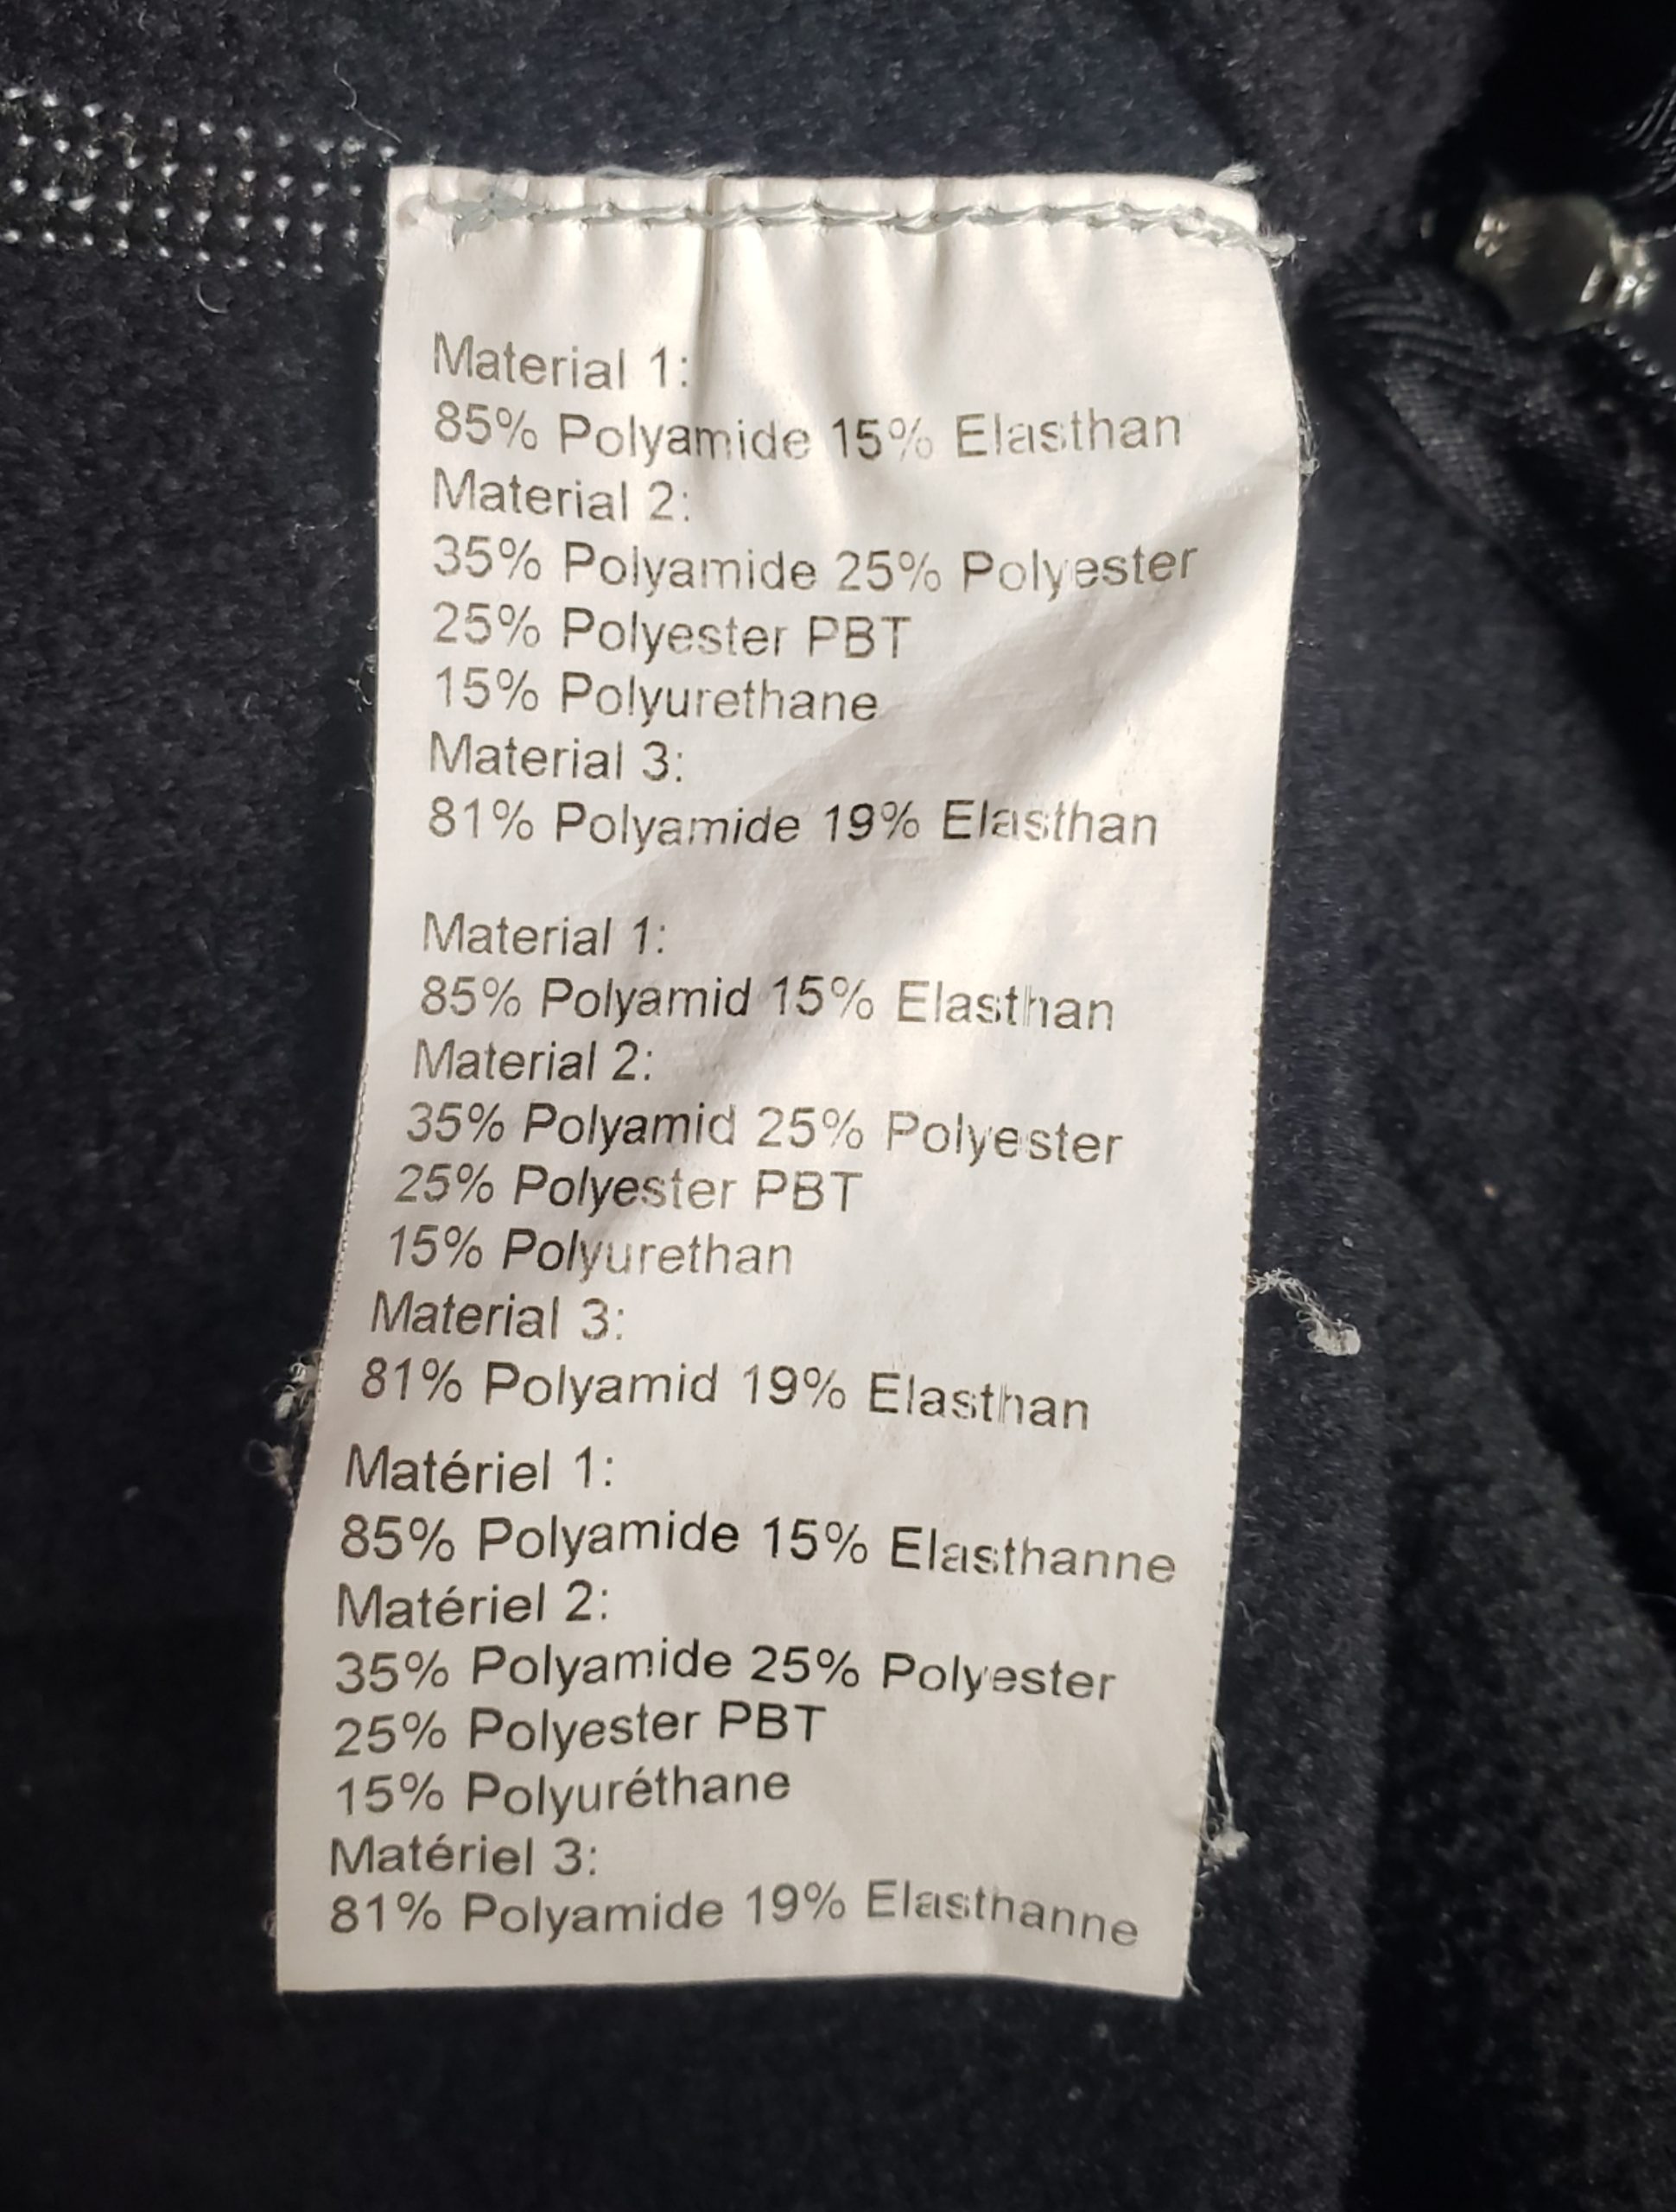 Material 1:
85% Polyamide 15% Elasthan
Material 2:
35% Polyamide 25% Polyester
25% Polyester PBT
15% Polyurethane
Material 3:
81% Polyamide 19% Elasthan
Material 1:
85% Polyamid 15% Elasthan
Material 2:
35% Polyamid 25% Polyester
25% Polyester PBT
15% Polyurethan
Material 3:
81% Polyamid 19% Elasthan
Matériel 1:
85% Polyamide 15% Elasthanne
Matériel 2:
35% Polyamide 25% Polyester
25% Polyester PBT
15% Polyuréthane
Matériel 3:
81% Polyamide 19% Elasthanne